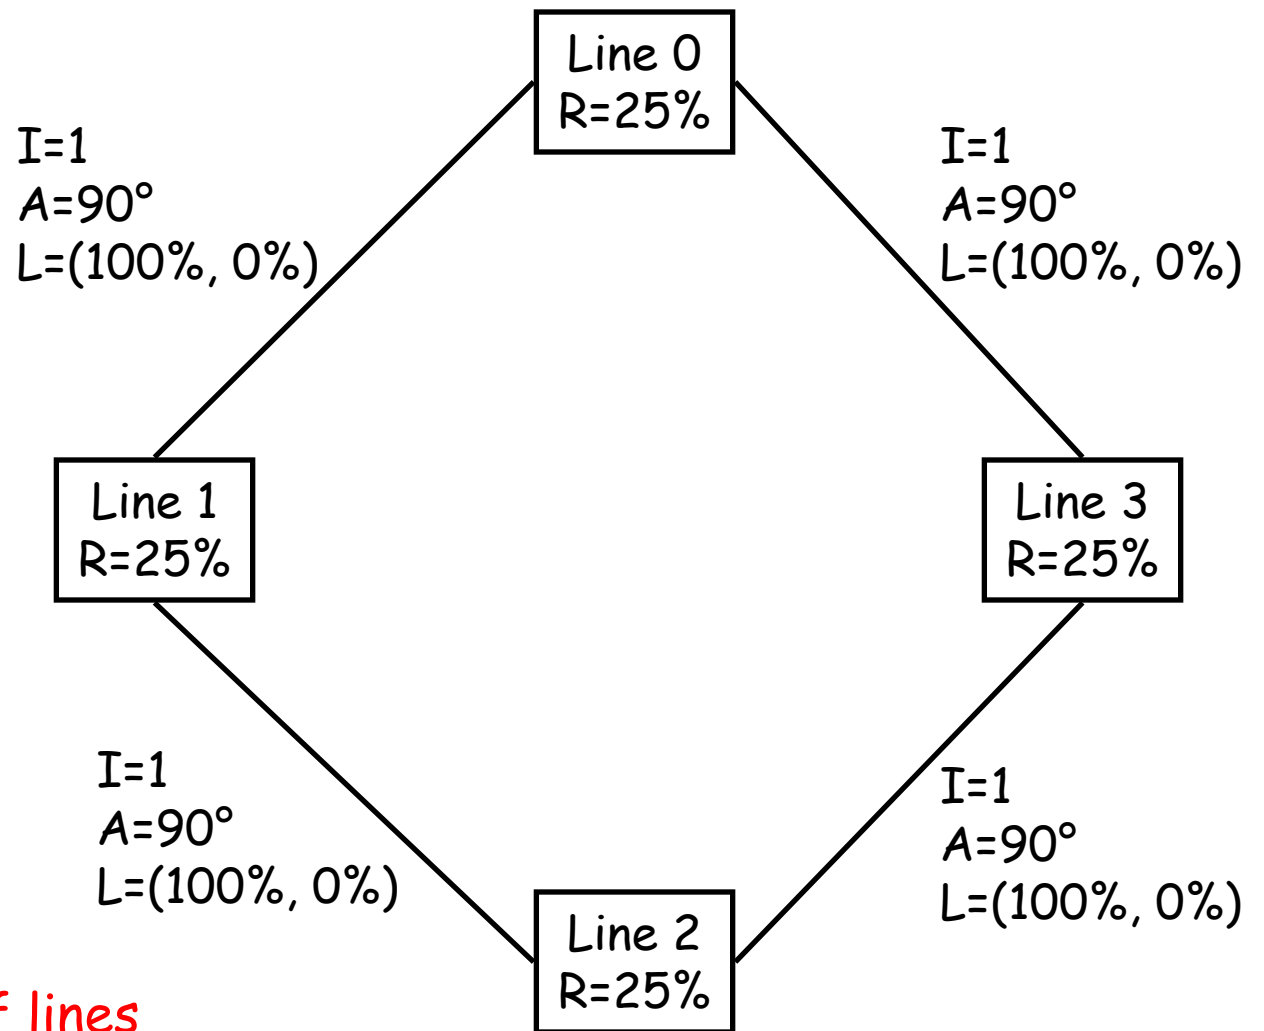 Line 0
R=25%
I=1
A=90°
L=(100%, 0%)
I=1
A=90°
L=(100%, 0%)
Line 1
R=25%
Line 3
R=25%
I=1
A=90°
L=(100%, 0%)
I=1
A=90°
L=(100%, 0%)
Line 2
R=25%
lines